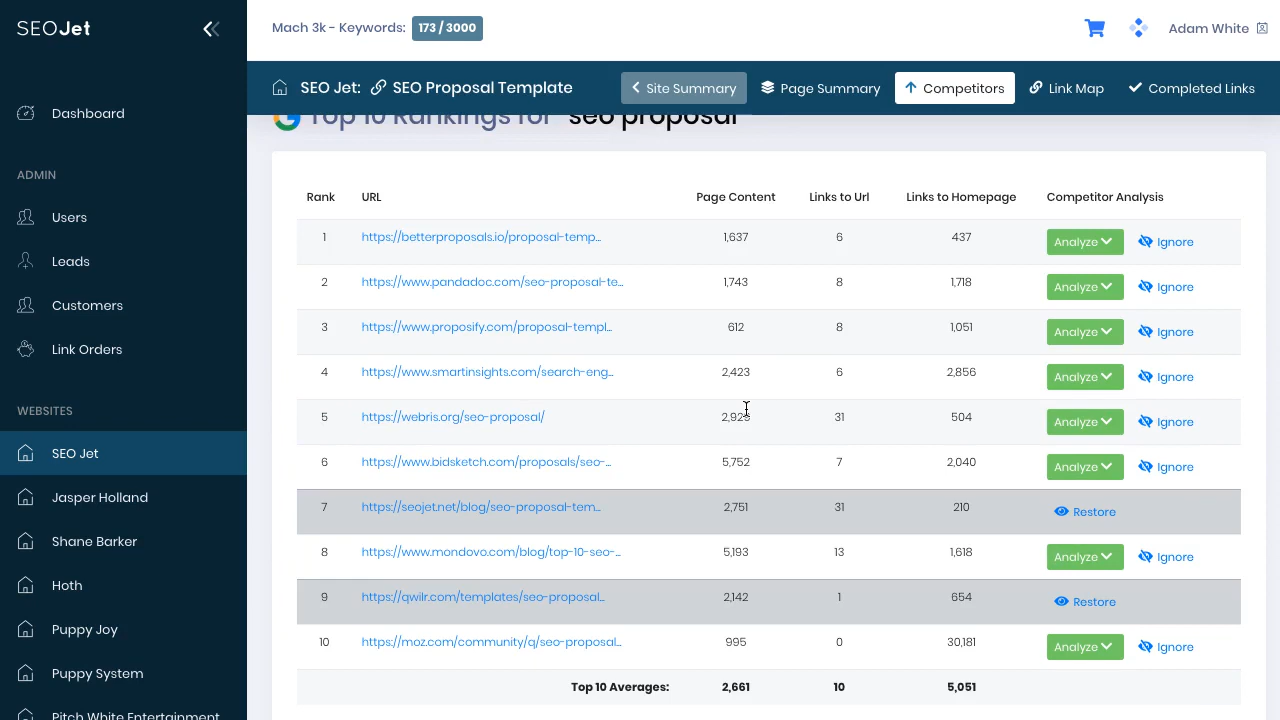 SEOJet
Mach 3k - Keywords: 173 / 3000
Adam White
SEO Jet: SEO Proposal Template
Site Summary
Page Summary
Competitors
Link Map
Completed Links
Dashboard
ADMIN
Users
Leads
Customers
Link Orders
WEBSITES
SEO Jet
Jasper Holland
Shane Barker
Hoth
Puppy Joy
Puppy System
Pitch White Entertainment
Top 10 Rankings for seo proposal
Rank URL Page Content Links to Url Links to Homepage Competitor Analysis
1 https://betterproposals.io/proposal-temp... 1,637 6 437 Analyze Ignore
2 https://www.pandadoc.com/seo-proposal-te... 1,743 8 1,718 Analyze Ignore
3 https://www.proposify.com/proposal-templ... 612 8 1,051 Analyze Ignore
4 https://www.smartinsights.com/search-eng... 2,423 6 2,856 Analyze Ignore
5 https://webris.org/seo-proposal/ 31 504 Analyze Ignore
6 https://www.bidsketch.com/proposals/seo-... 5,752 7 2,040 Analyze Ignore
7 https://seojet.net/blog/seo-proposal-tem... 2,751 31 210 Restore
8 https://www.mondovo.com/blog/top-10-seo-... 5,193 13 1,618 Analyze Ignore
9 https://qwilr.com/templates/seo-proposal... 2,142 1 654 Restore
10 https://moz.com/community/q/seo-proposal... 995 0 30,181 Analyze Ignore
Top 10 Averages: 2,661 10 5,051